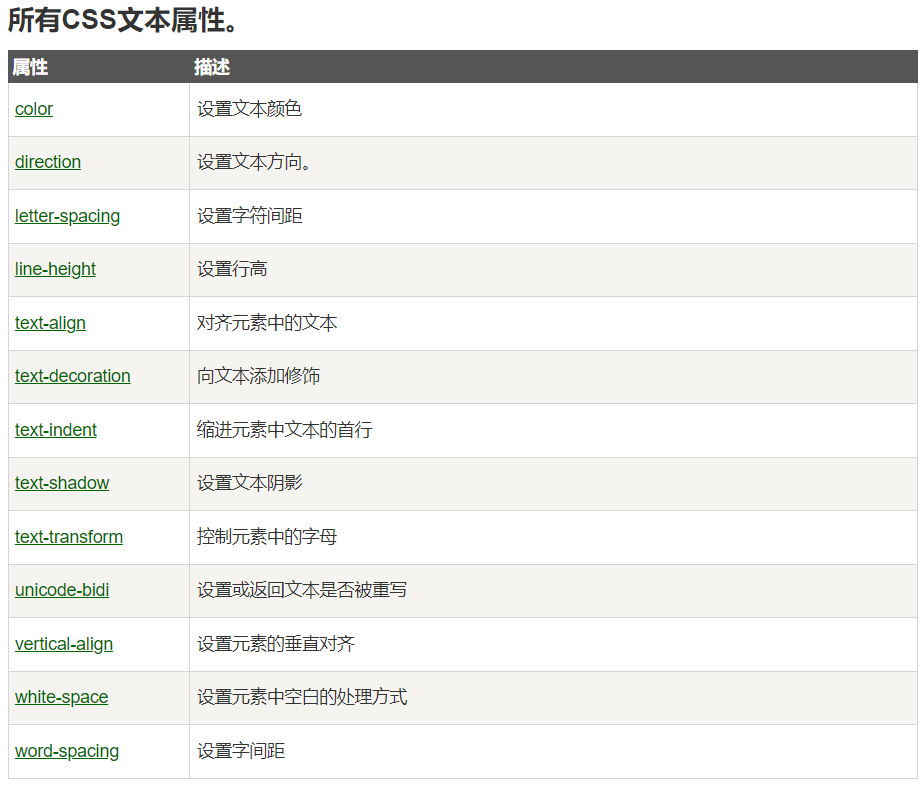 所有CSS文本属性。
属性 描述
color 设置文本颜色
direction 设置文本方向。
letter-spacing 设置字符间距
line-height 设置行高
text-align 对齐元素中的文本
text-decoration 向文本添加修饰
text-indent 缩进元素中文本的首行
text-shadow 设置文本阴影
text-transform 控制元素中的字母
unicode-bidi 设置或返回文本是否被重写
vertical-align 设置元素的垂直对齐
white-space 设置元素中空白的处理方式
word-spacing 设置字间距